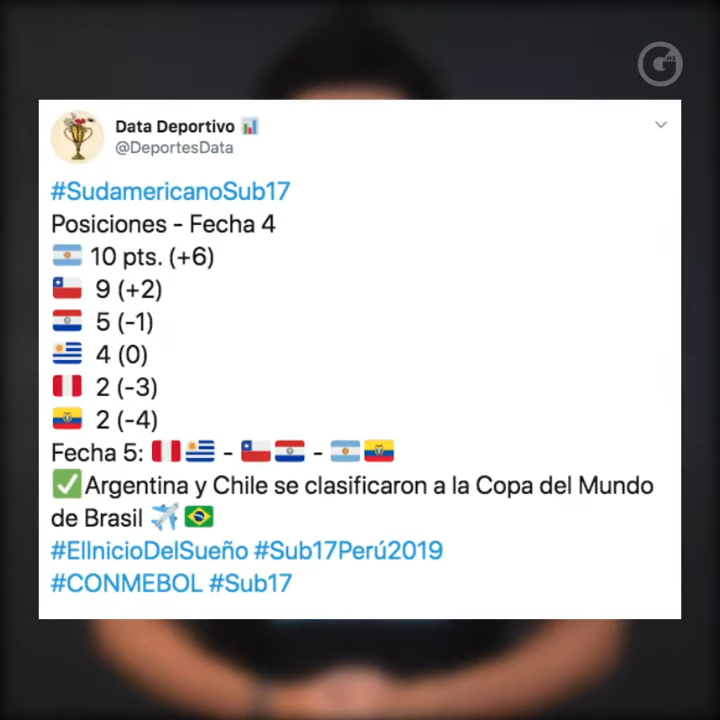 Data Deportivo 📊
@DeportesData
#SudamericanoSub17
Posiciones - Fecha 4
🇦🇷 10 pts. (+6)
🇨🇱 9 (+2)
🇵🇾 5 (-1)
🇺🇾 4 (0)
🇵🇪 2 (-3)
🇪🇨 2 (-4)
Fecha 5: 🇵🇪🇺🇾 - 🇨🇱🇵🇾 - 🇦🇷🇪🇨
✅Argentina y Chile se clasificaron a la Copa del Mundo
de Brasil ✈️🇧🇷
#ElInicioDelSueño #Sub17Perú2019
#CONMEBOL #Sub17